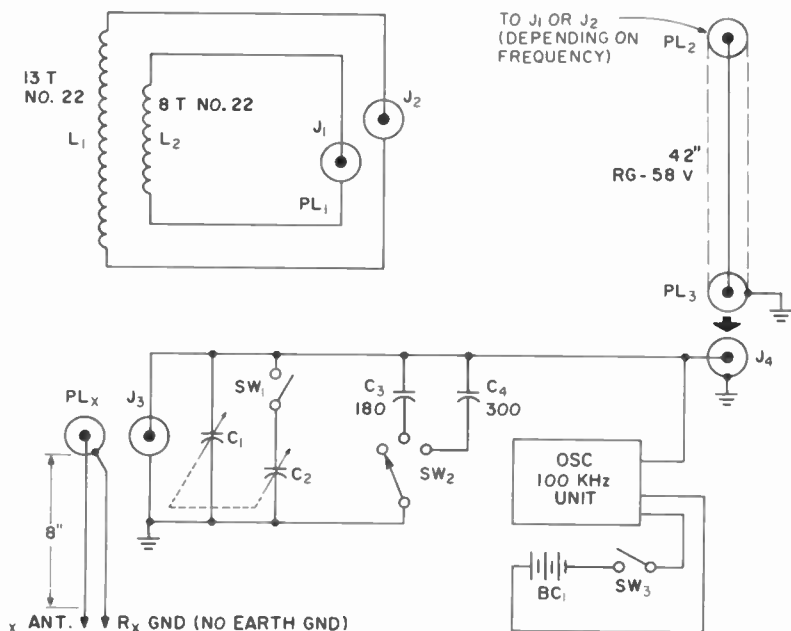 TO J1 OR J2
(DEPENDING ON
FREQUENCY)
PL2
13 T
NO. 22
L1
8 T NO. 22
L2
J1
J2
PL1
42"
RG-58 V
PL3
J4
PLX
J3
SW1
C1
C2
C3
180
C4
300
SW2
OSC
100 KHz
UNIT
8"
BC1
SW3
x ANT.
Rx GND (NO EARTH GND)